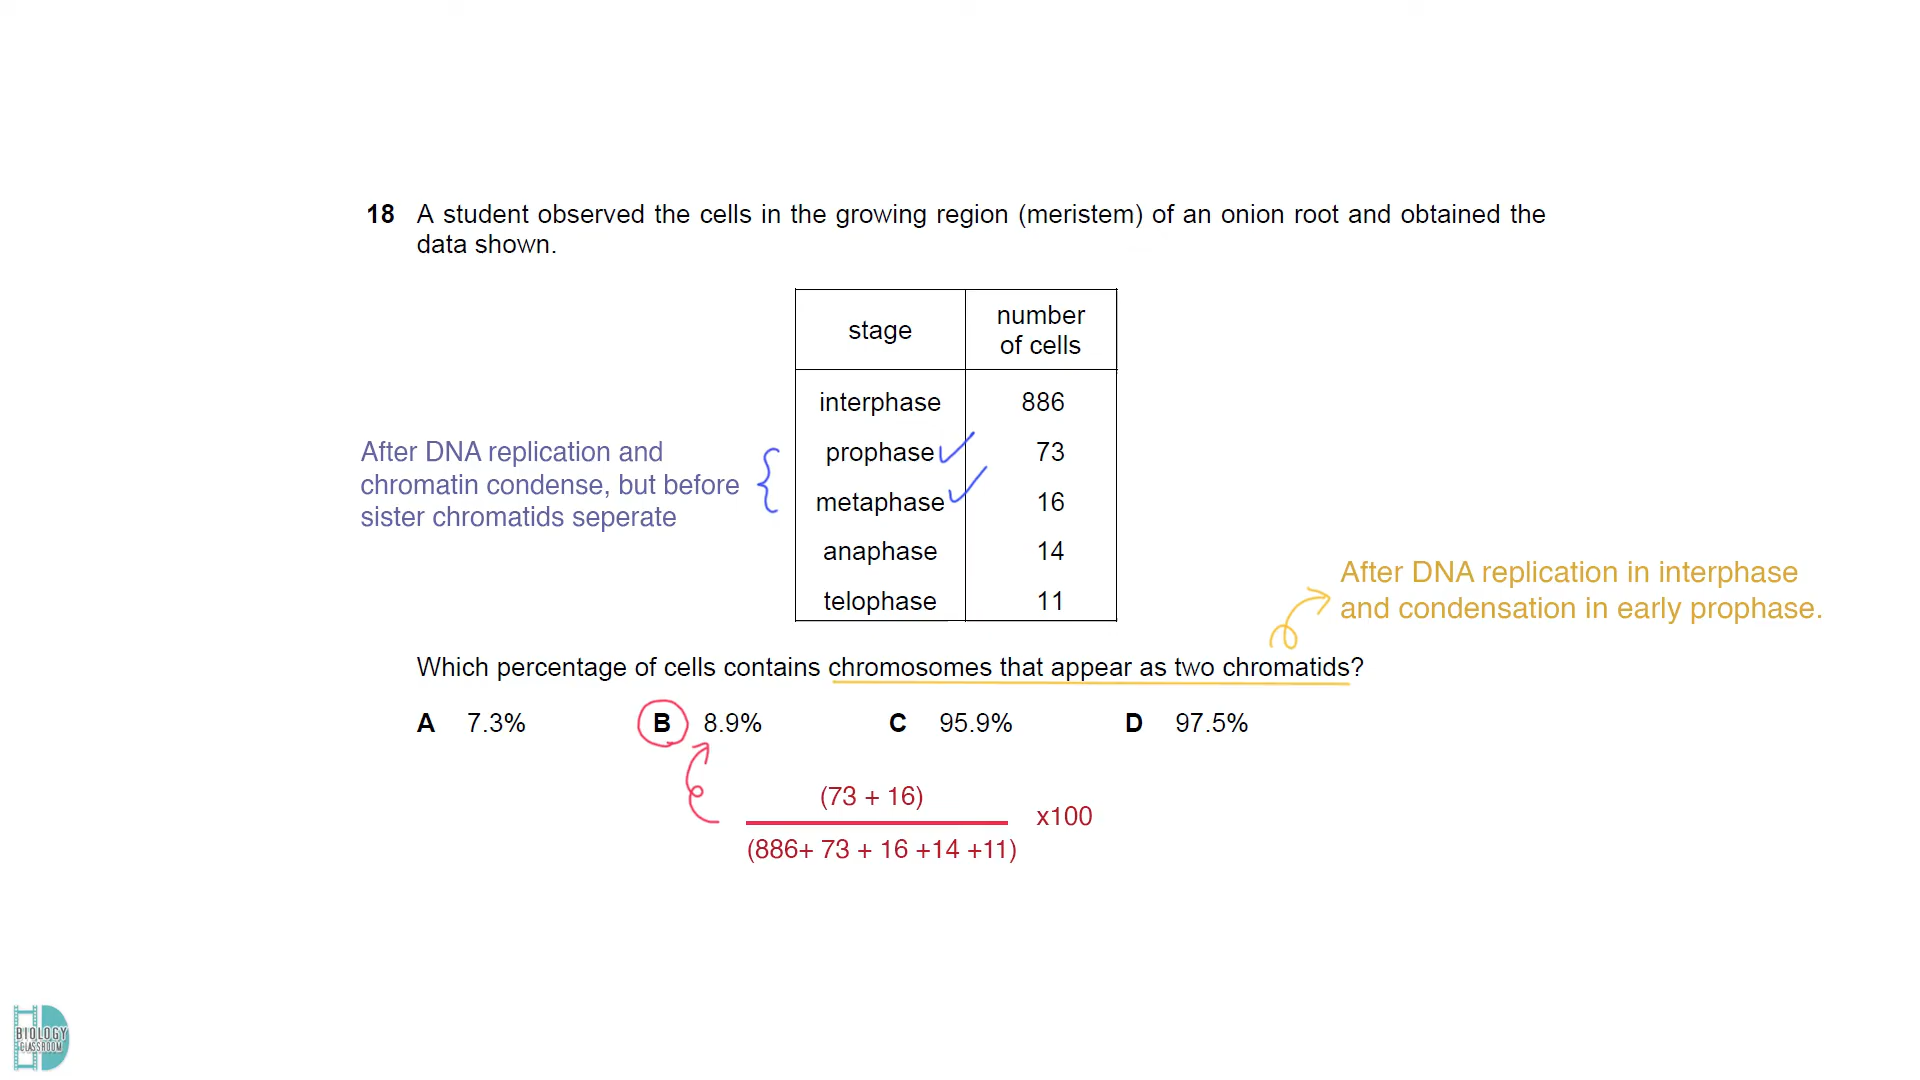 18 A student observed the cells in the growing region (meristem) of an onion root and obtained the
data shown.
stage number
of cells
interphase 886
prophase 73
metaphase 16
anaphase 14
telophase 11
After DNA replication and
chromatin condense, but before
sister chromatids seperate
After DNA replication in interphase
and condensation in early prophase.
Which percentage of cells contains chromosomes that appear as two chromatids?
A 7.3% B 8.9% C 95.9% D 97.5%
(73 + 16)
x100
(886+ 73 + 16 +14 +11)
BIOLOGY
CLASSROOM